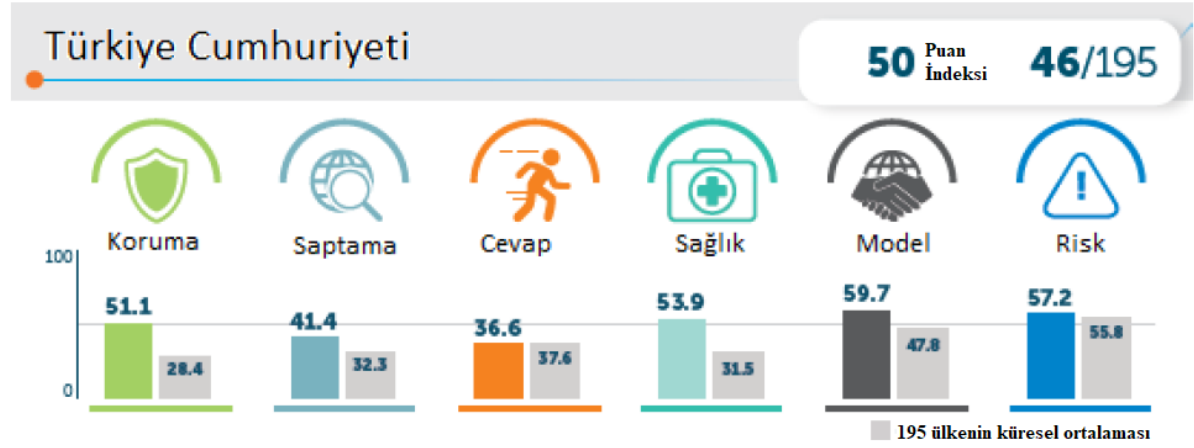 Türkiye Cumhuriyeti
50 Puan İndeksi 46/195
Koruma Saptama Cevap Sağlık Model Risk
100
51.1 28.4 41.4 32.3 36.6 37.6 53.9 31.5 59.7 47.8 57.2 55.8
0
195 ülkenin küresel ortalaması